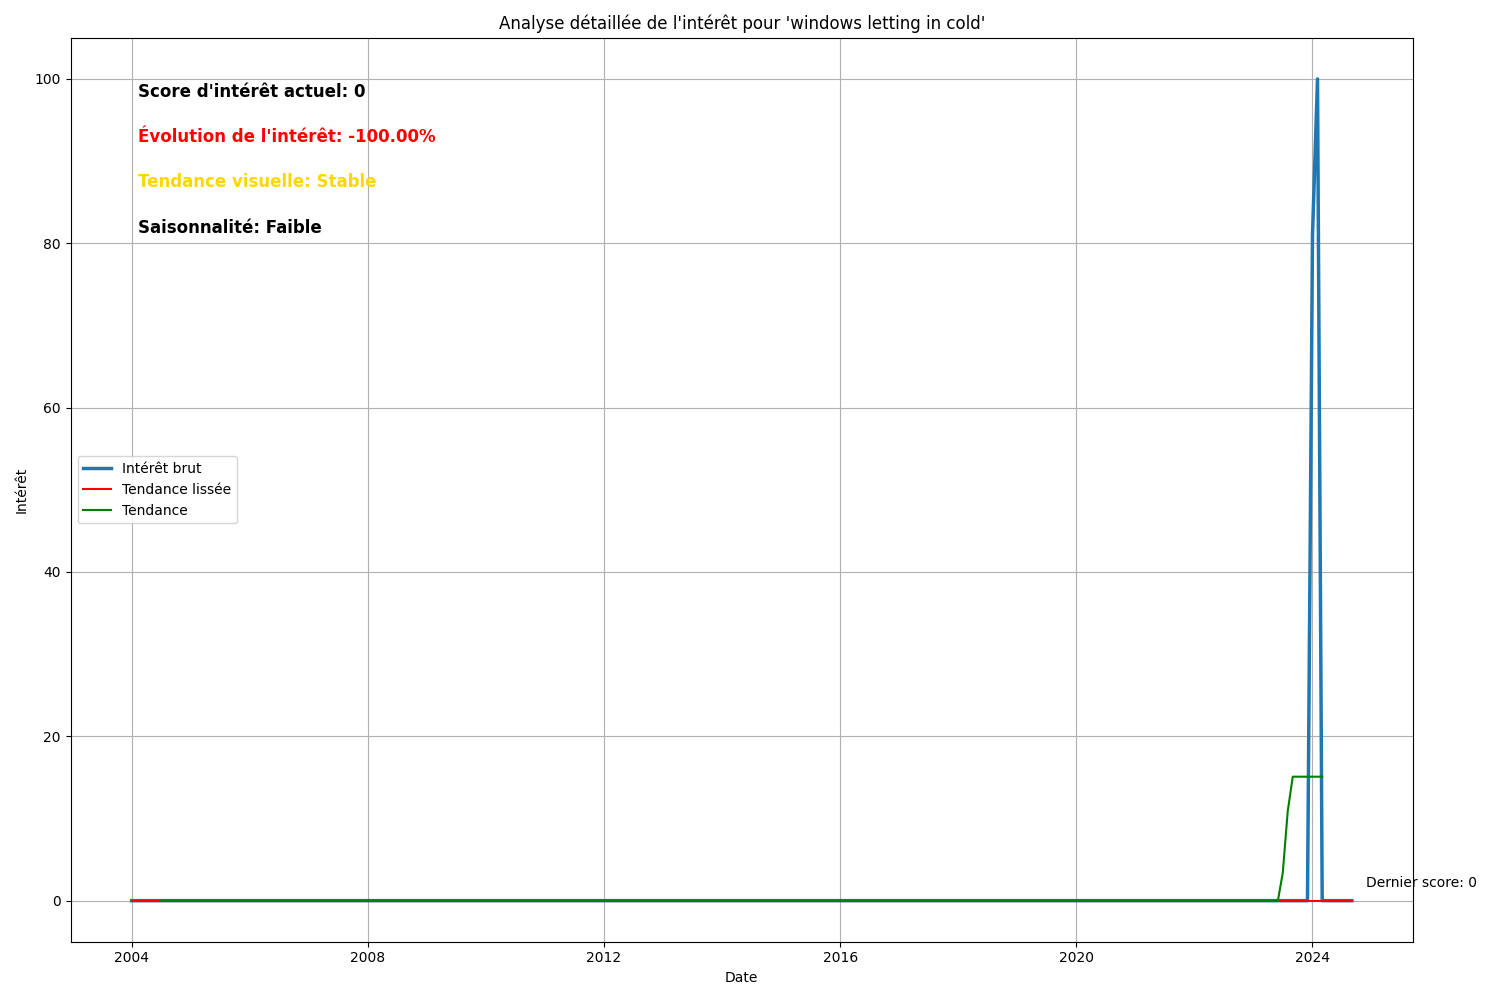 Analyse détaillée de l'intérêt pour 'windows letting in cold'
Score d'intérêt actuel: 0
Évolution de l'intérêt: -100.00%
Tendance visuelle: Stable
Saisonnalité: Faible
100
80
60
40
20
0
Intérêt
Intérêt brut
Tendance lissée
Tendance
Dernier score: 0
2004
2008
2012
2016
2020
2024
Date